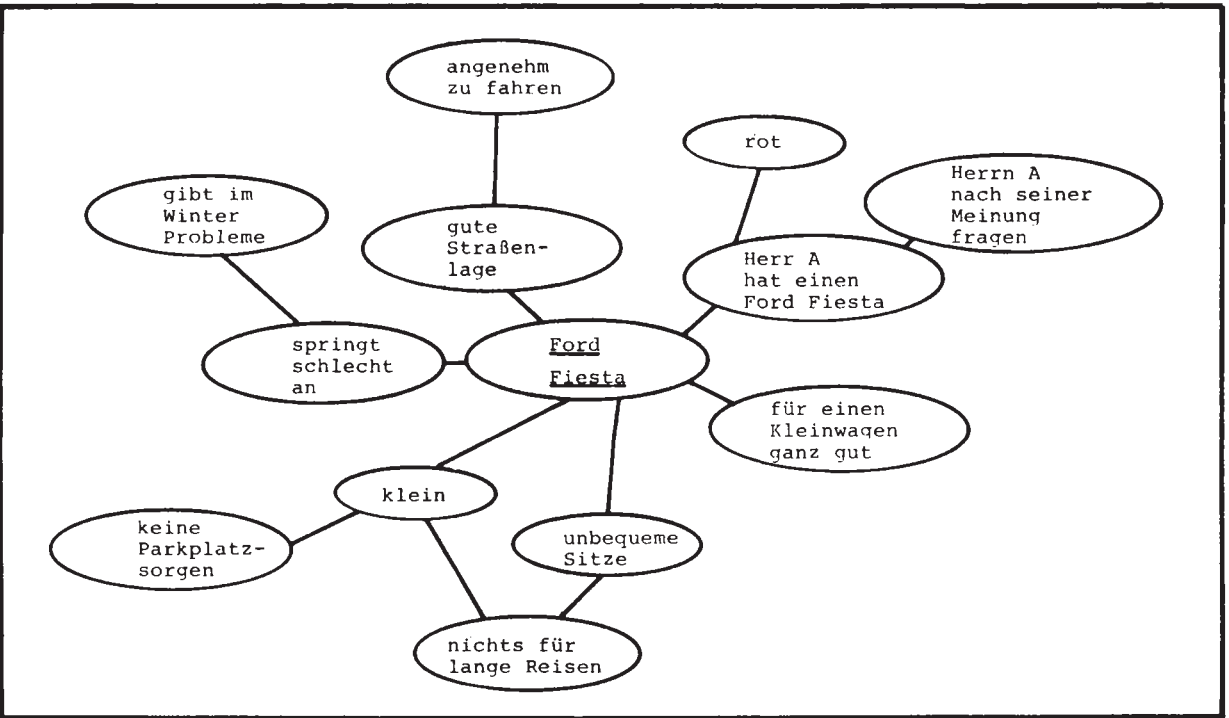 angenehm
zu fahren
rot
Herrn A
nach seiner
Meinung
fragen
gibt im
Winter
Probleme
gute
Straßen-
lage
Herr A
hat einen
Ford Fiesta
springt
schlecht
an
Ford
Fiesta
für einen
Kleinwagen
ganz gut
klein
keine
Parkplatz-
sorgen
unbequeme
Sitze
nichts für
lange Reisen